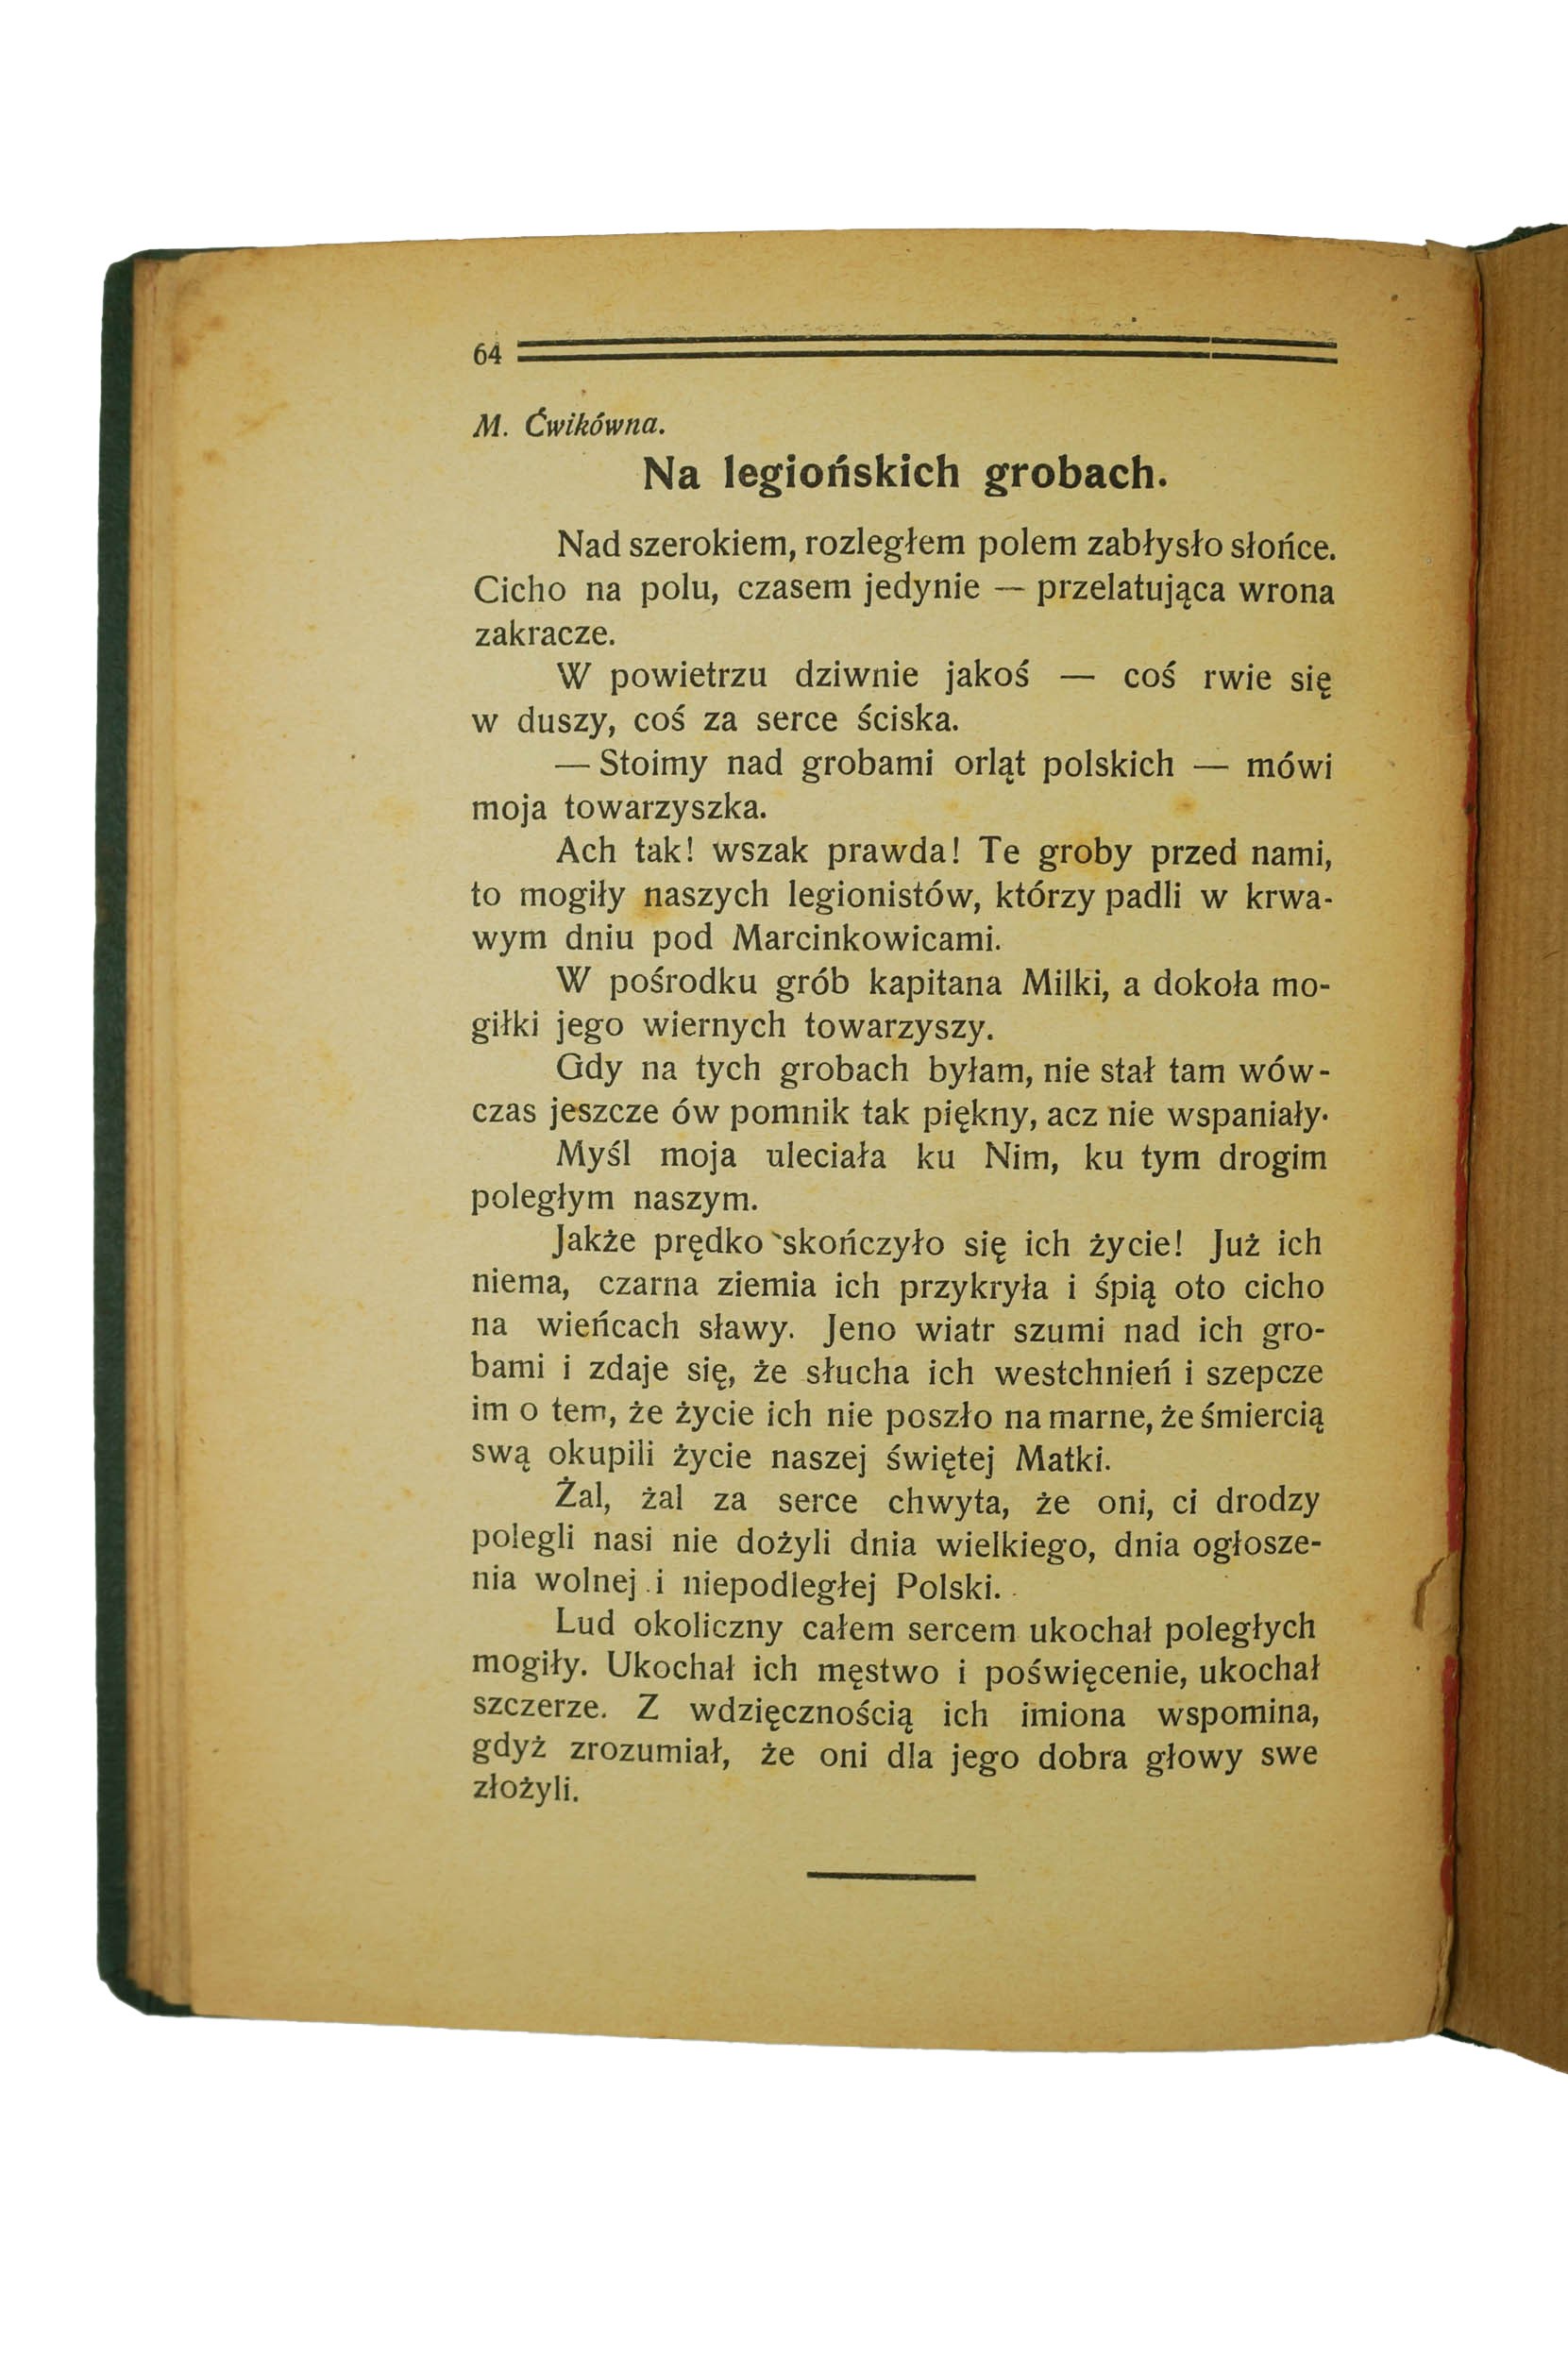 64
M. Ćwikówna.
Na legiońskich grobach.
Nad szerokiem, rozległem polem zabłysło słońce.
Cicho na polu, czasem jedynie — przelatująca wrona
zakracze.
W powietrzu dziwnie jakoś — coś rwie się
w duszy, coś za serce ściska.
— Stoimy nad grobami orląt polskich — mówi
moja towarzyszka.
Ach tak! wszak prawda! Te groby przed nami,
to mogiły naszych legionistów, którzy padli w krwa-
wym dniu pod Marcinkowicami.
W pośrodku grób kapitana Milki, a dokoła mo-
giłki jego wiernych towarzyszy.
Gdy na tych grobach byłam, nie stał tam wów-
czas jeszcze ów pomnik tak piękny, acz nie wspaniały.
Myśl moja uleciała ku Nim, ku tym drogim
poległym naszym.
Jakże prędko skończyło się ich życie! Już ich
niema, czarna ziemia ich przykryła i śpią oto cicho
na wieńcach sławy. Jeno wiatr szumi nad ich gro-
bami i zdaje się, że słucha ich westchnień i szepcze
im o tem, że życie ich nie poszło na marne, że śmiercią
swą okupili życie naszej świętej Matki.
Żal, żal za serce chwyta, że oni, ci drodzy
polegli nasi nie dożyli dnia wielkiego, dnia ogłosze-
nia wolnej i niepodległej Polski.
Lud okoliczny całem sercem ukochał poległych
mogiły. Ukochał ich męstwo i poświęcenie, ukochał
szczerze. Z wdzięcznością ich imiona wspomina,
gdyż zrozumiał, że oni dla jego dobra głowy swe
złożyli.